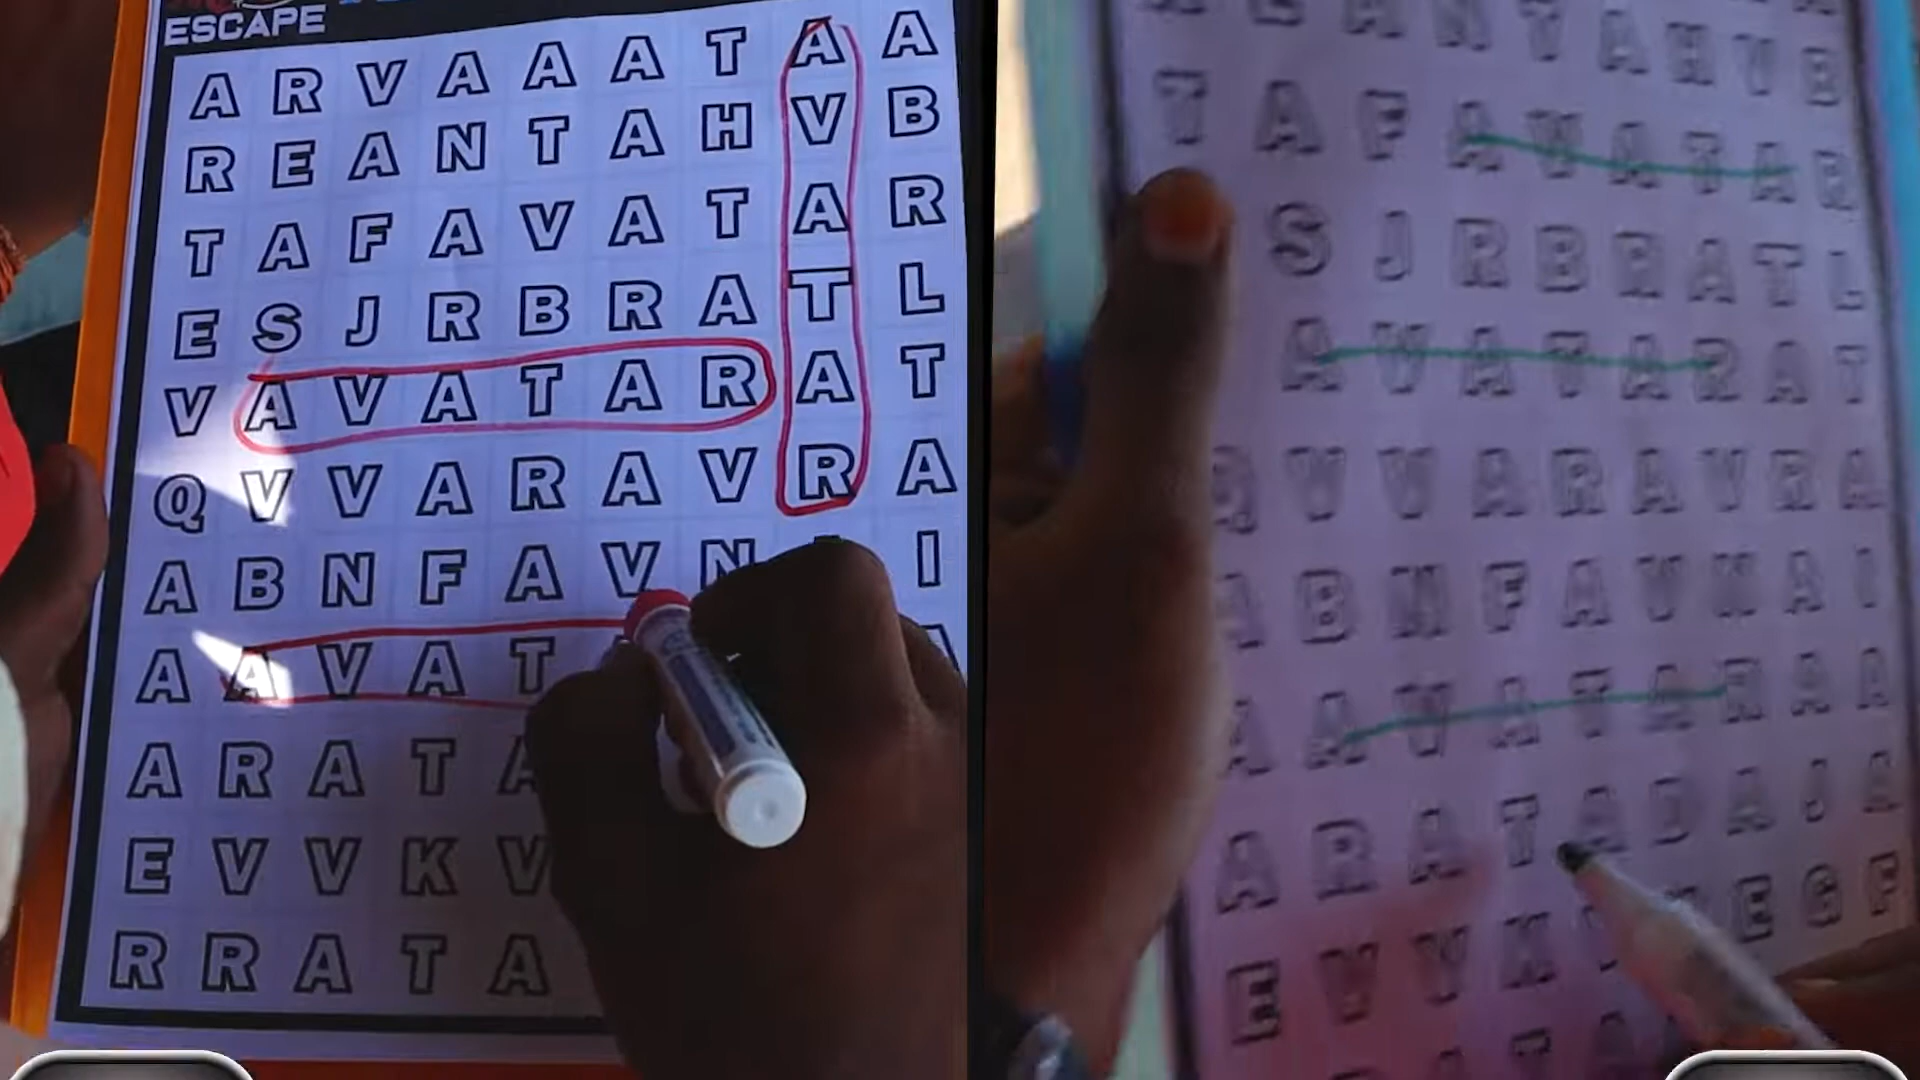 ESCAPE
A R V A A A T A A
R E A N T A H V B
T A F A V A T A R
E S J R B R A T L
V A V A T A R A T
Q V V A R A V R A
A B N F A V N I
A A V A T
A R A T A
E V V K V
R R A T A
A N T A H V B
T A F A V A T A R
S J R B R A T L
A V A T A R A T
Q V V A R A V R A
A B N F A V N A I
A A V A T A R A A
A R A T A D A J A
E V V K E G F